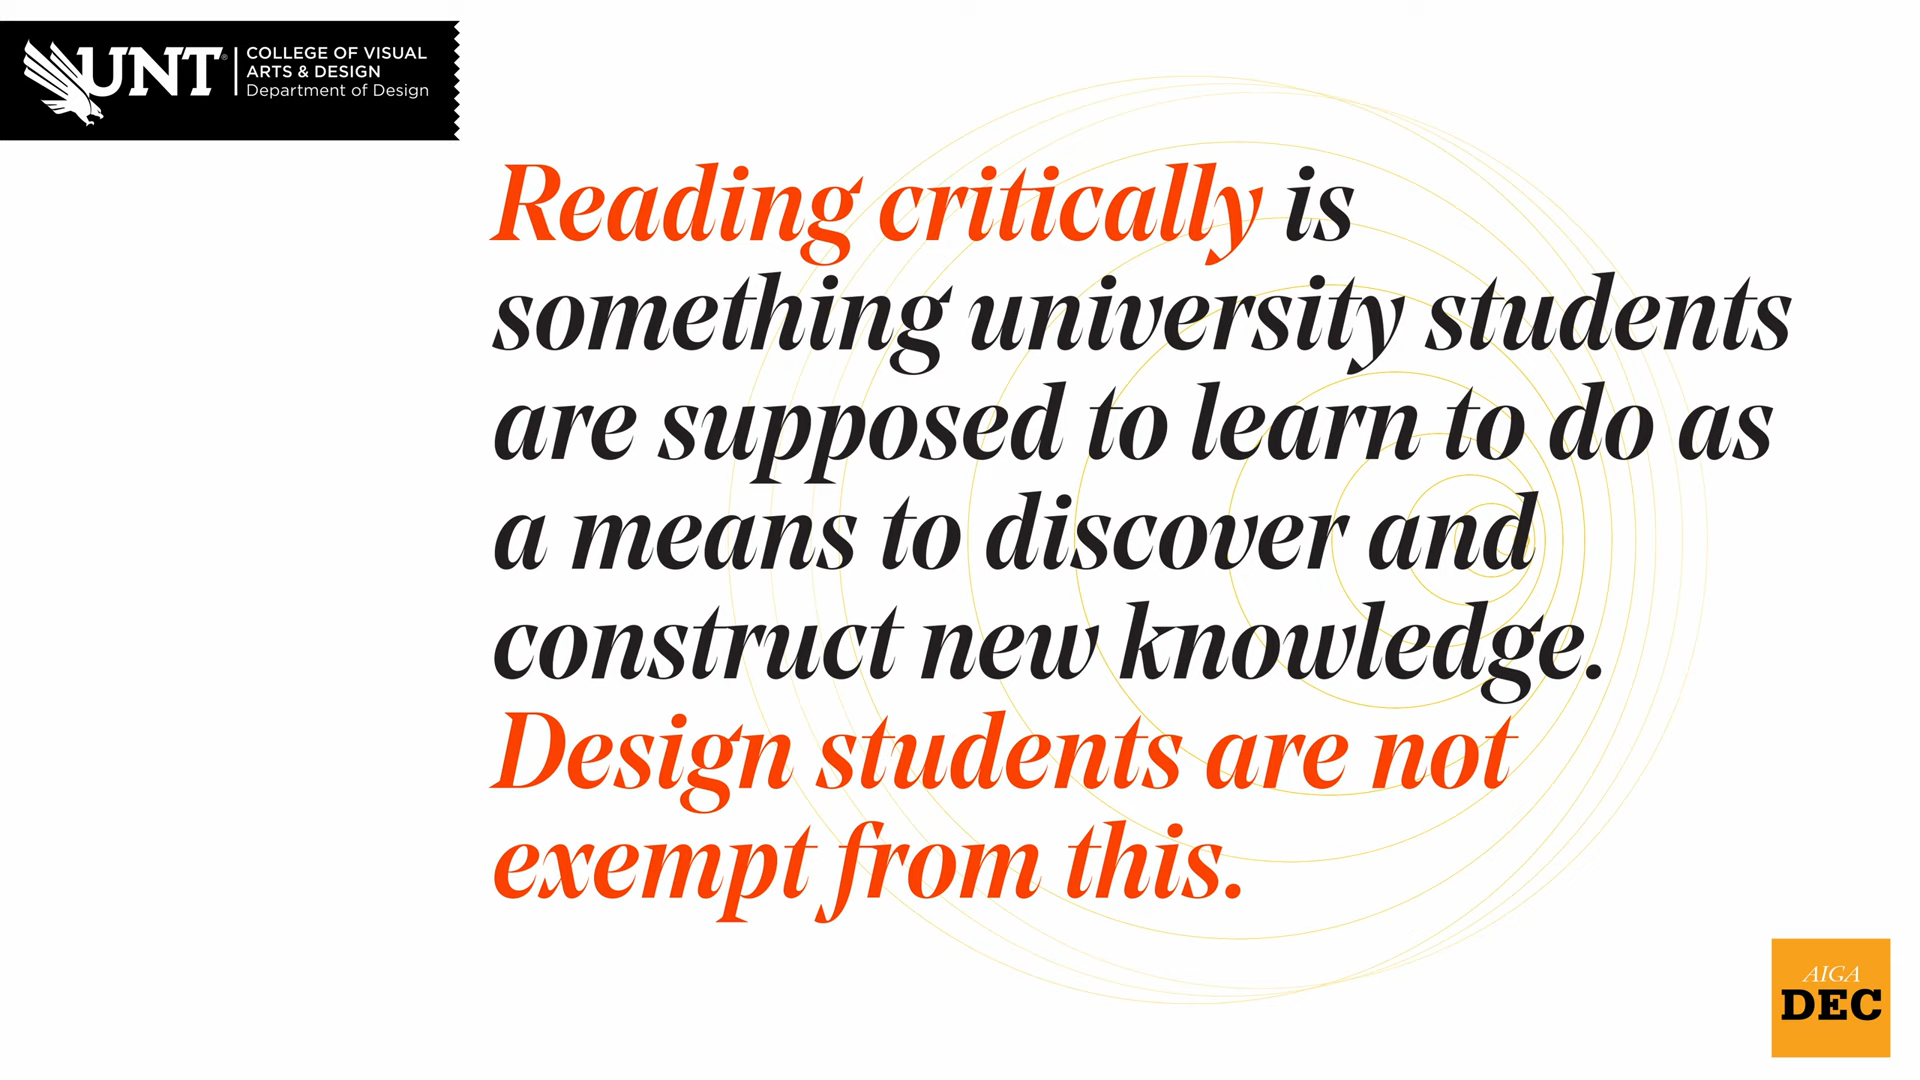 UNT®
COLLEGE OF VISUAL
ARTS & DESIGN
Department of Design
Reading critically is
something university students
are supposed to learn to do as
a means to discover and
construct new knowledge.
Design students are not
exempt from this.
AIGA
DEC